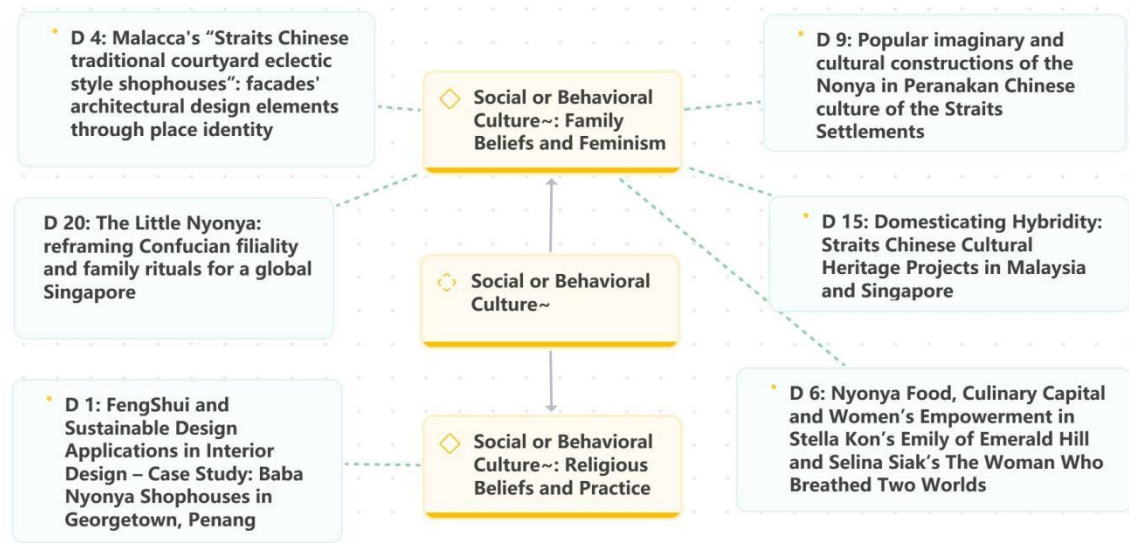 D 4: Malacca's “Straits Chinese
traditional courtyard eclectic
style shophouses”: facades'
architectural design elements
through place identity
Social or Behavioral
Culture~: Family
Beliefs and Feminism
D 9: Popular imaginary and
cultural constructions of the
Nonya in Peranakan Chinese
culture of the Straits
Settlements
D 20: The Little Nyonya:
reframing Confucian filiality
and family rituals for a global
Singapore
Social or Behavioral
Culture~
D 15: Domesticating Hybridity:
Straits Chinese Cultural
Heritage Projects in Malaysia
and Singapore
D 1: FengShui and
Sustainable Design
Applications in Interior
Design – Case Study: Baba
Nyonya Shophouses in
Georgetown, Penang
Social or Behavioral
Culture~: Religious
Beliefs and Practice
D 6: Nyonya Food, Culinary Capital
and Women’s Empowerment in
Stella Kon’s Emily of Emerald Hill
and Selina Siak’s The Woman Who
Breathed Two Worlds